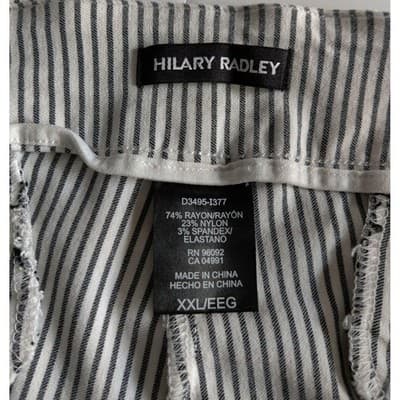 HILARY RADLEY
D3495-I377
74% RAYON/RAYÓN
23% NYLON
3% SPANDEX/
ELASTANO
RN 96092
CA 04991
MADE IN CHINA
HECHO EN CHINA
XXL/EEG